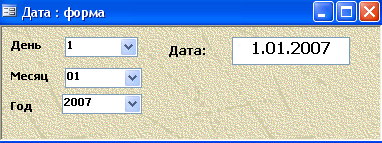 Дата : форма
День 1
Дата: 1.01.2007
Месяц 01
Год 2007